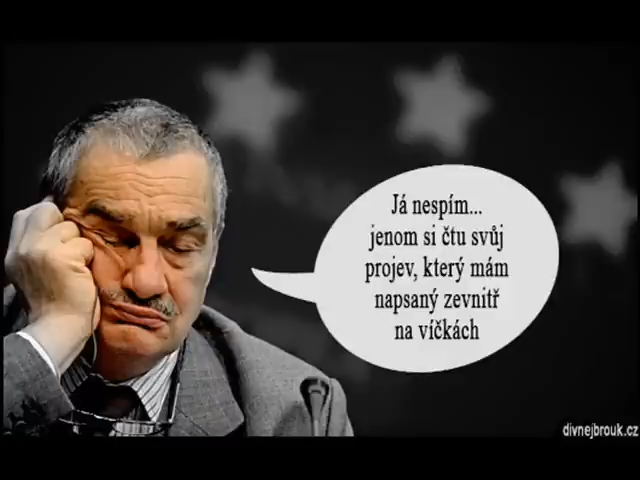 Já nespím...
jenom si čtu svůj
projev, který mám
napsaný zevnitř
na víčkách
divnejbrouk.cz